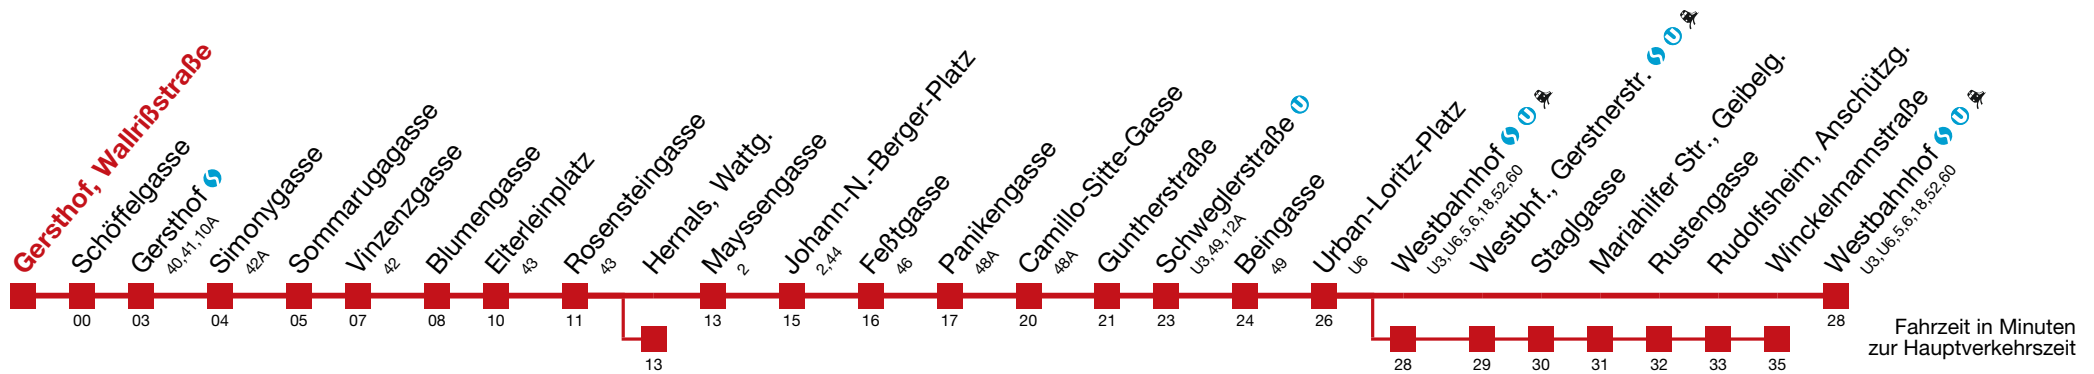 Gersthof, Wallrißstraße
Schöffelgasse
Gersthof
40,41,10A
Simonygasse
42A
Sommarugagasse
Vinzenzgasse
42
Blumengasse
Elterleinplatz
43
Rosensteingasse
43
Hernals, Wattg.
Mayssengasse
2
Johann-N.-Berger-Platz
2,44
Feßtgasse
46
Panikengasse
48A
Camillo-Sitte-Gasse
48A
Guntherstraße
Schweglerstraße U
U3,49,12A
Beingasse
49
Urban-Loritz-Platz
U6
Westbahnhof U
U3,U6,5,6,18,52,60
Westbhf., Gerstnerstr. U
Staglgasse
Mariahilfer Str., Geibelg.
Rustengasse
Rudolfsheim, Anschützg.
Winckelmannstraße
Westbahnhof U
U3,U6,5,6,18,52,60
00 03 04 05 07 08 10 11 13 15 16 17 20 21 23 24 26 28
13 28 29 30 31 32 33 35
Fahrzeit in Minuten
zur Hauptverkehrszeit